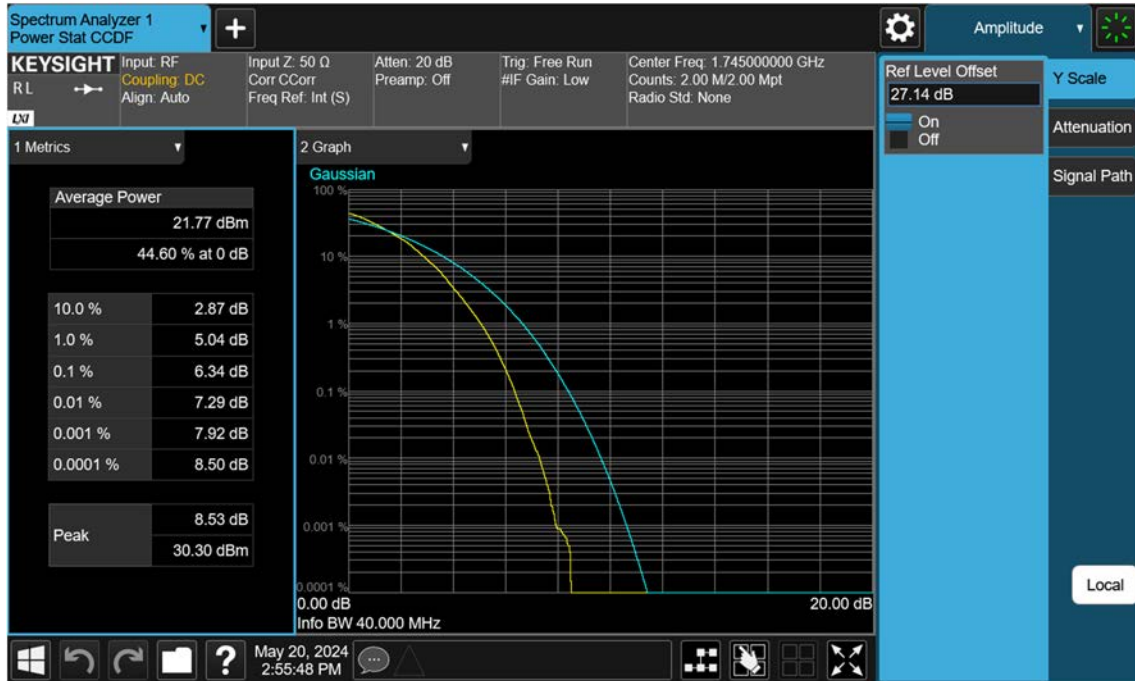 Spectrum Analyzer 1
Power Stat CCDF
+
Amplitude
KEYSIGHT
RL
LXI
Input: RF
Coupling: DC
Align: Auto
Input Z: 50 Ω
Corr CCorr
Freq Ref: Int (S)
Atten: 20 dB
Preamp: Off
Trig: Free Run
#IF Gain: Low
Center Freq: 1.745000000 GHz
Counts: 2.00 M/2.00 Mpt
Radio Std: None
Ref Level Offset
27.14 dB
On
Off
Y Scale
Attenuation
Signal Path
1 Metrics
Average Power
21.77 dBm
44.60 % at 0 dB
10.0 % 2.87 dB
1.0 % 5.04 dB
0.1 % 6.34 dB
0.01 % 7.29 dB
0.001 % 7.92 dB
0.0001 % 8.50 dB
Peak
8.53 dB
30.30 dBm
2 Graph
Gaussian
100 %
10 %
1 %
0.1 %
0.01 %
0.001 %
0.0001 %
0.00 dB
20.00 dB
Info BW 40.000 MHz
Local
?
May 20, 2024
2:55:48 PM